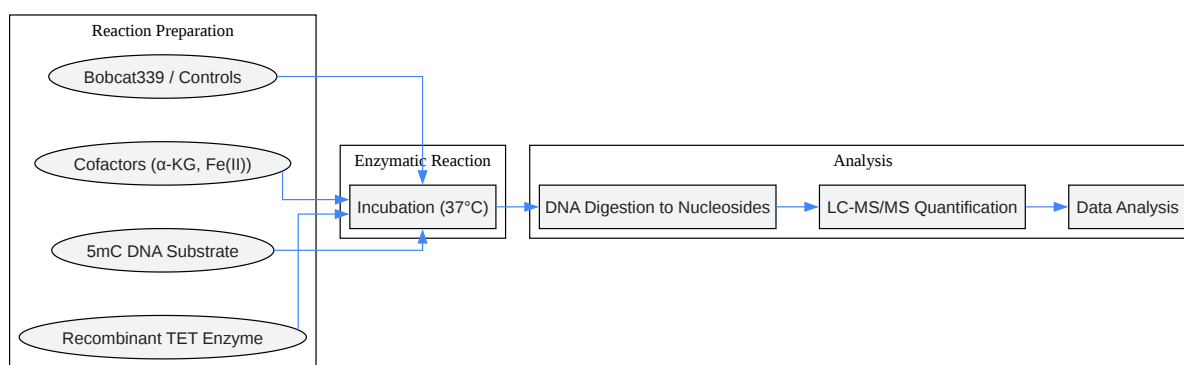 Reaction Preparation
Bobcat339 / Controls
Cofactors (α-KG, Fe(II))
5mC DNA Substrate
Recombinant TET Enzyme
Enzymatic Reaction
Incubation (37°C)
Analysis
DNA Digestion to Nucleosides
LC-MS/MS Quantification
Data Analysis